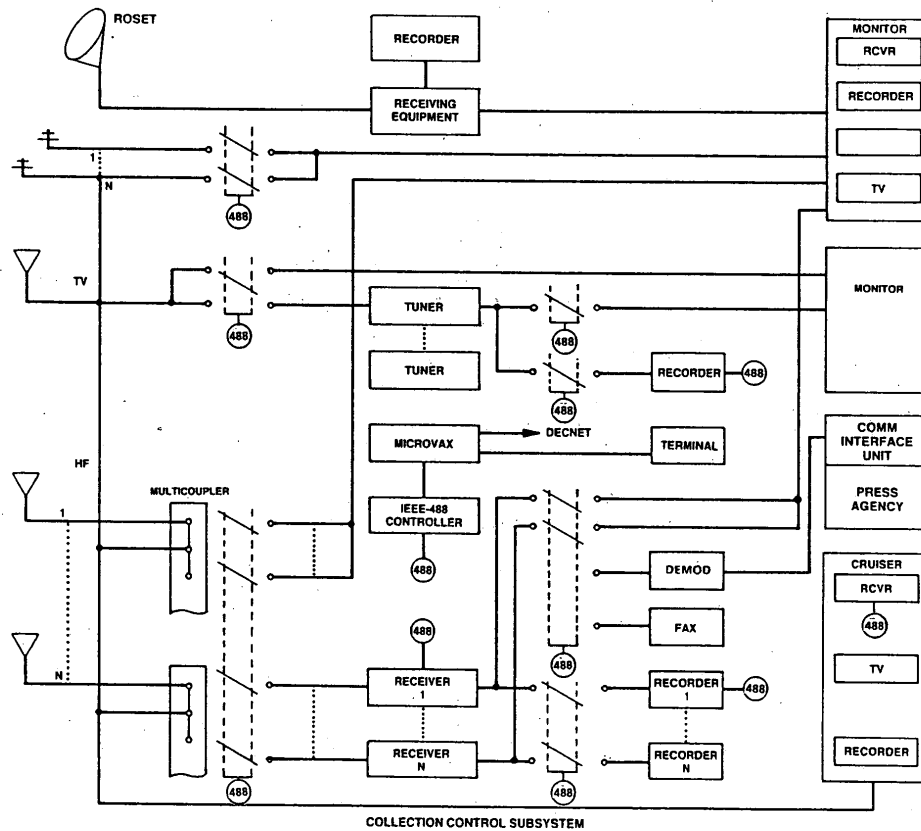 ROSET
RECORDER
RECEIVING
EQUIPMENT
MONITOR
RCVR
RECORDER
TV
1
N
488
TV
488
TUNER
TUNER
488
488
RECORDER
488
MONITOR
DECNET
MICROVAX
TERMINAL
IEEE-488
CONTROLLER
488
COMM
INTERFACE
UNIT
PRESS
AGENCY
HF
MULTICOUPLER
1
N
488
488
RECEIVER
1
RECEIVER
N
DEMOD
FAX
488
RECORDER
1
488
RECORDER
N
488
CRUISER
RCVR
488
TV
RECORDER
COLLECTION CONTROL SUBSYSTEM